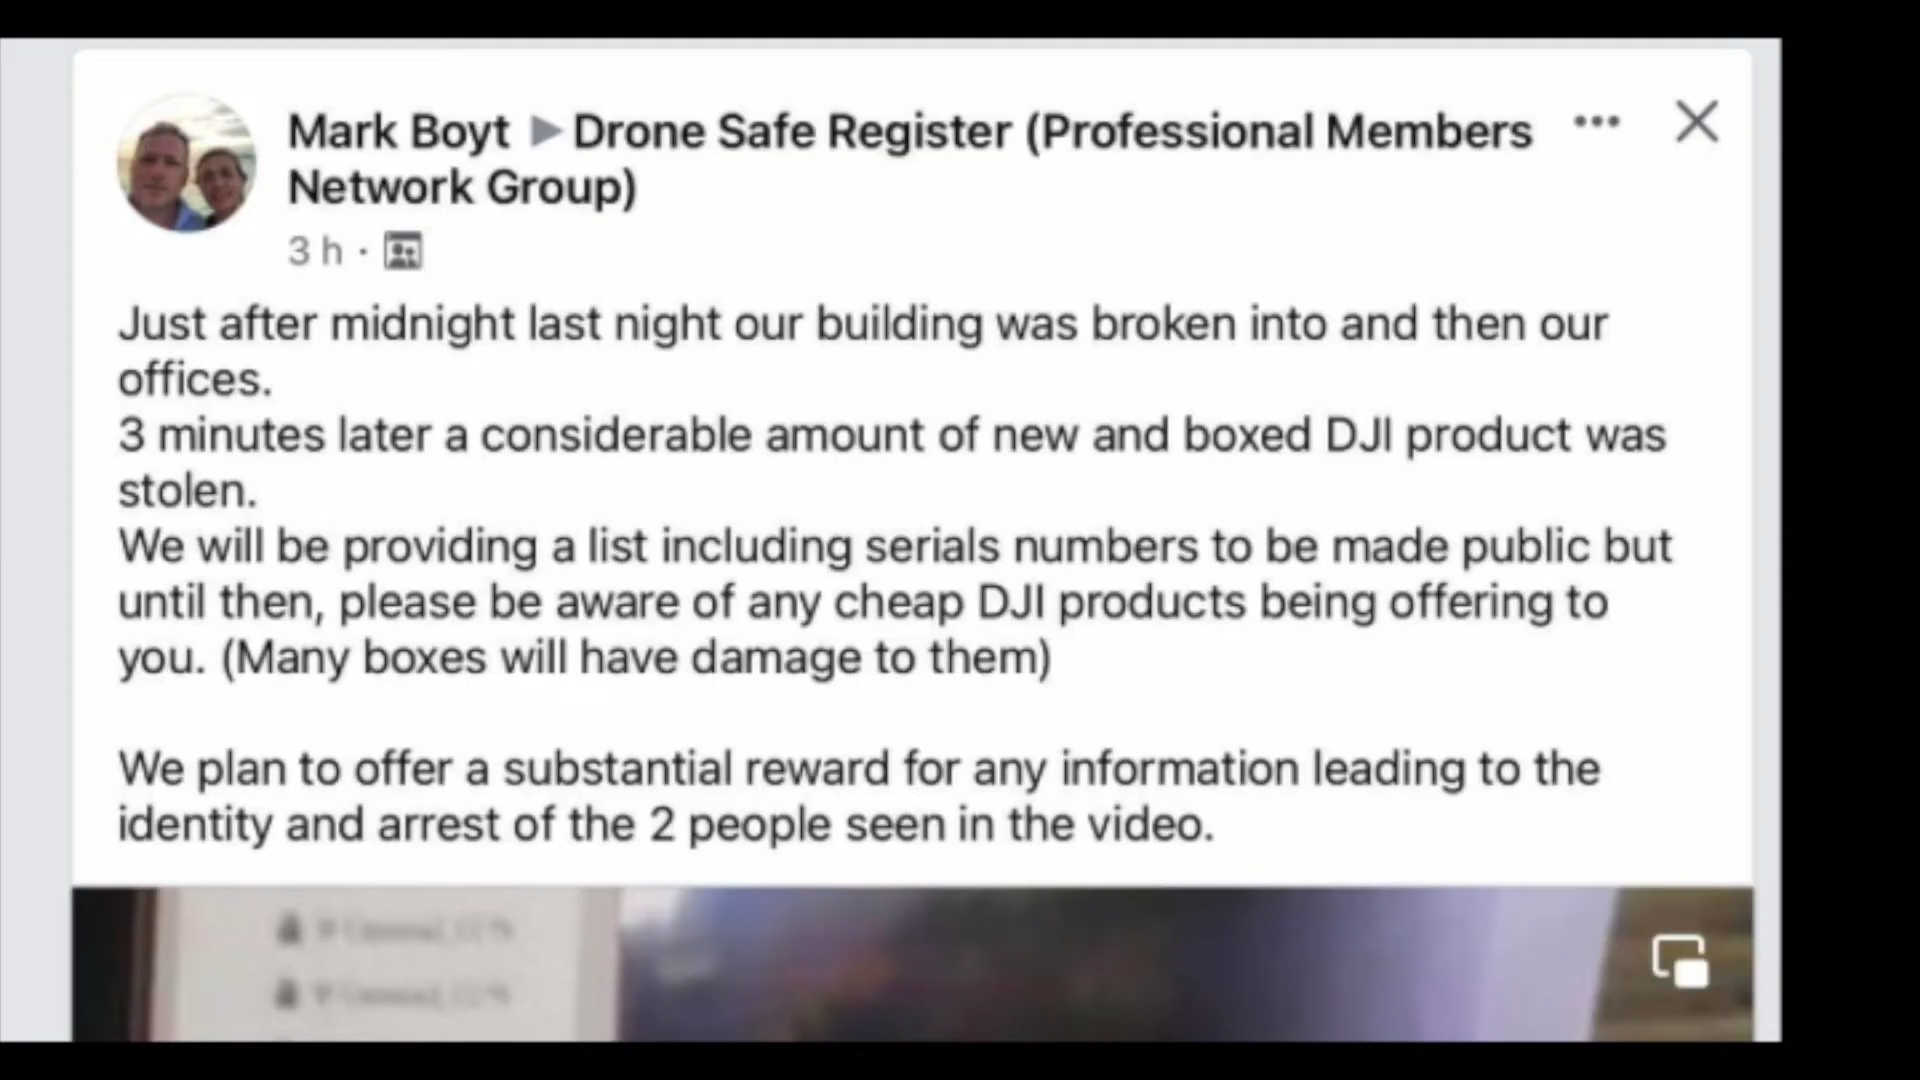 Mark Boyt ▶ Drone Safe Register (Professional Members
Network Group)
3 h ·
Just after midnight last night our building was broken into and then our
offices.
3 minutes later a considerable amount of new and boxed DJI product was
stolen.
We will be providing a list including serials numbers to be made public but
until then, please be aware of any cheap DJI products being offering to
you. (Many boxes will have damage to them)
We plan to offer a substantial reward for any information leading to the
identity and arrest of the 2 people seen in the video.